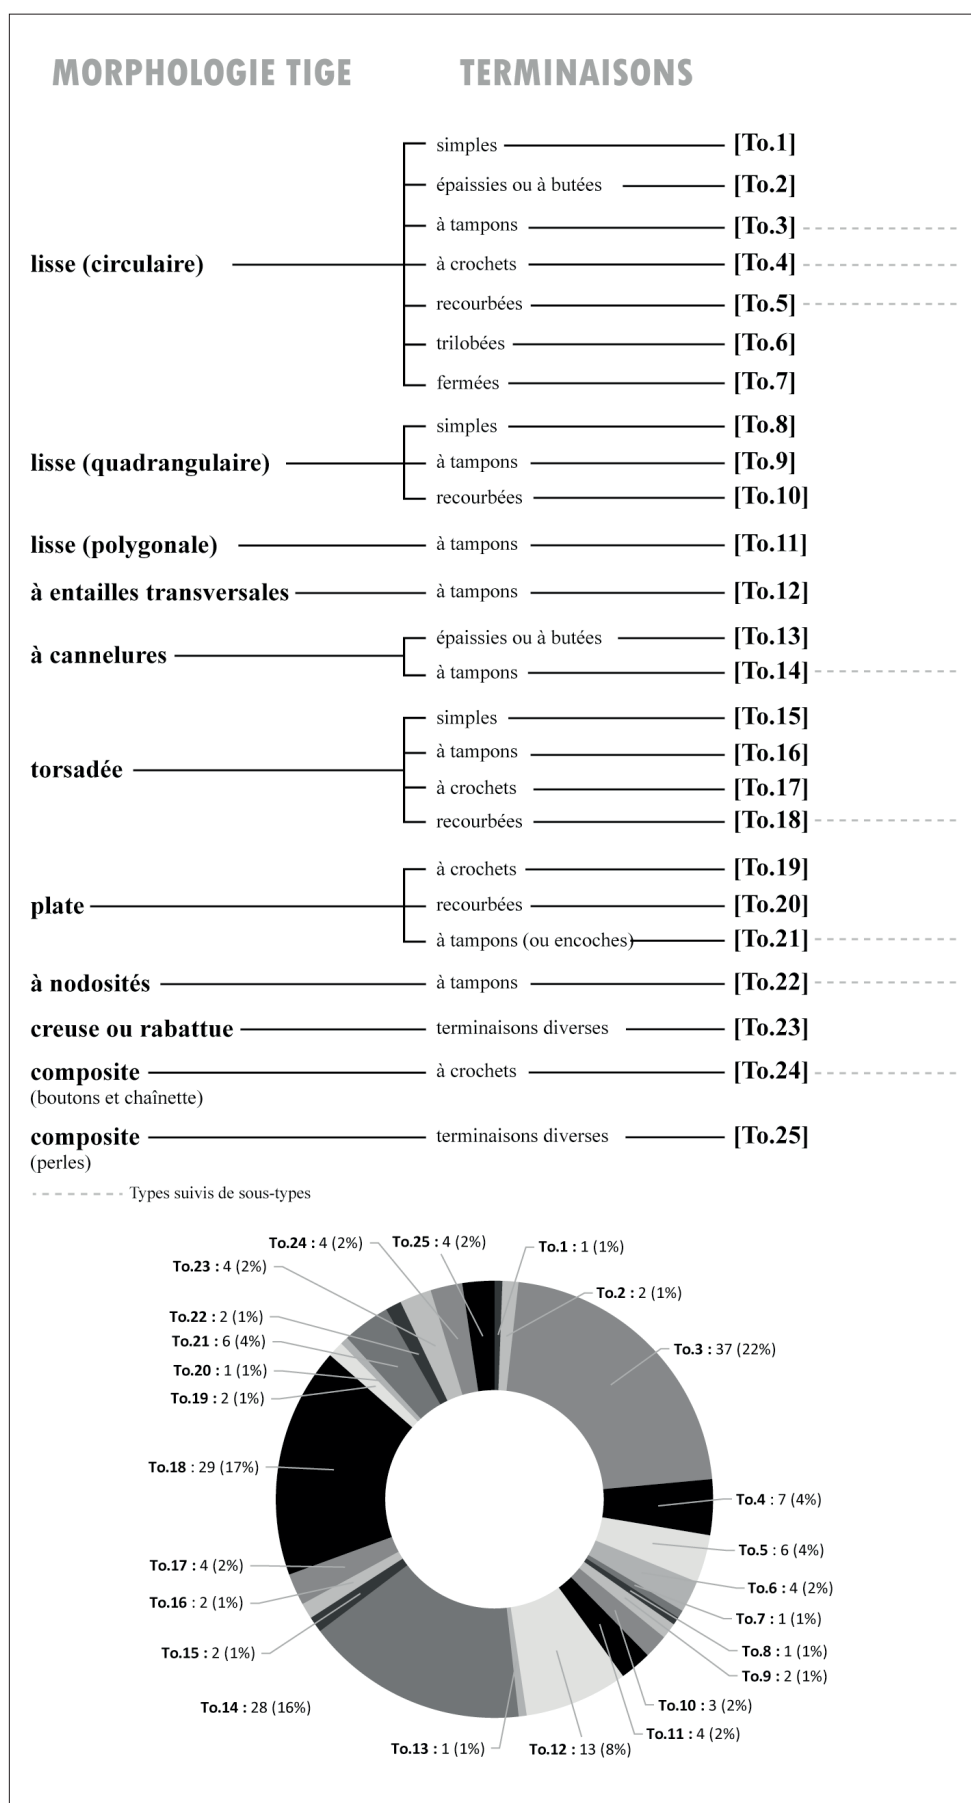 MORPHOLOGIE TIGE TERMINAISONS
simples [To.1]
épaissies ou à butées [To.2]
à tampons [To.3]
lisse (circulaire) à crochets [To.4]
recourbées [To.5]
trilobées [To.6]
fermées [To.7]
simples [To.8]
lisse (quadrangulaire) à tampons [To.9]
recourbées [To.10]
lisse (polygonale) à tampons [To.11]
à entailles transversales à tampons [To.12]
épaissies ou à butées [To.13]
à cannelures
à tampons [To.14]
simples [To.15]
à tampons [To.16]
torsadée
à crochets [To.17]
recourbées [To.18]
à crochets [To.19]
plate recourbées [To.20]
à tampons (ou encoches) [To.21]
à nodosités à tampons [To.22]
creuse ou rabattue terminaisons diverses [To.23]
composite à crochets [To.24]
(boutons et chaînette)
composite terminaisons diverses [To.25]
(perles)
Types suivis de sous-types
To.24 : 4 (2%) To.25 : 4 (2%) To.1 : 1 (1%)
To.23 : 4 (2%)
To.2 : 2 (1%)
To.22 : 2 (1%)
To.21 : 6 (4%)
To.3 : 37 (22%)
To.20 : 1 (1%)
To.19 : 2 (1%)
To.18 : 29 (17%)
To.4 : 7 (4%)
To.5 : 6 (4%)
To.17 : 4 (2%)
To.6 : 4 (2%)
To.16 : 2 (1%)
To.7 : 1 (1%)
To.15 : 2 (1%)
To.8 : 1 (1%)
To.9 : 2 (1%)
To.14 : 28 (16%)
To.10 : 3 (2%)
To.11 : 4 (2%)
To.13 : 1 (1%) To.12 : 13 (8%)